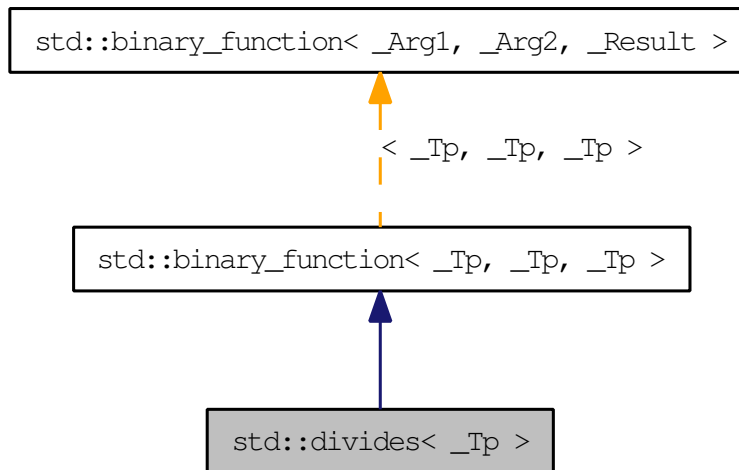 std::binary_function< _Arg1, _Arg2, _Result >
< _Tp, _Tp, _Tp >
std::binary_function< _Tp, _Tp, _Tp >
std::divides< _Tp >